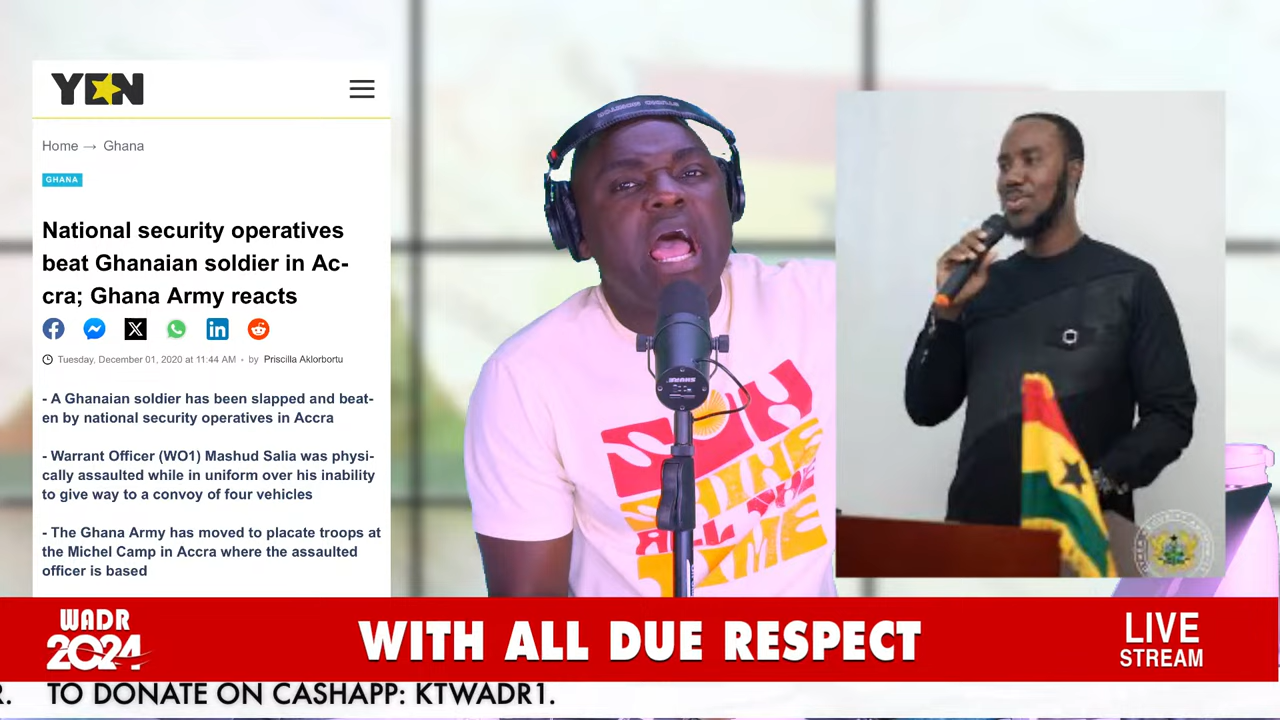 YEN
Home → Ghana
GHANA
National security operatives
beat Ghanaian soldier in Ac-
cra; Ghana Army reacts
Tuesday, December 01, 2020 at 11:44 AM • by Priscilla Aklorbortu
- A Ghanaian soldier has been slapped and beat-
en by national security operatives in Accra
- Warrant Officer (WO1) Mashud Salia was physi-
cally assaulted while in uniform over his inability
to give way to a convoy of four vehicles
- The Ghana Army has moved to placate troops at
the Michel Camp in Accra where the assaulted
officer is based
SHINE
ALL THE
TIME
WADR
2024
WITH ALL DUE RESPECT
LIVE
STREAM
R. TO DONATE ON CASHAPP: KTWADR1.